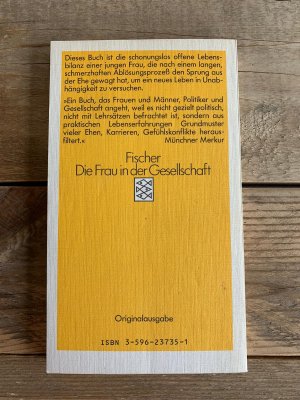 Dieses Buch ist die schonungslos offene Lebens-
bilanz einer jungen Frau, die nach einem langen,
schmerzhaften Ablösungsprozeß den Sprung aus
der Ehe gewagt hat, um ein neues Leben in Unab-
hängigkeit zu versuchen.
»Ein Buch, das Frauen und Männer, Politiker und
Gesellschaft angeht, weil es nicht gezielt politisch,
nicht mit Lehrsätzen befrachtet ist, sondern aus
praktischen Lebenserfahrungen Grundmuster
vieler Ehen, Karrieren, Gefühlskonflikte heraus-
filtert.« Münchner Merkur
Fischer
Die Frau in der Gesellschaft
Originalausgabe
ISBN 3-596-23735-1